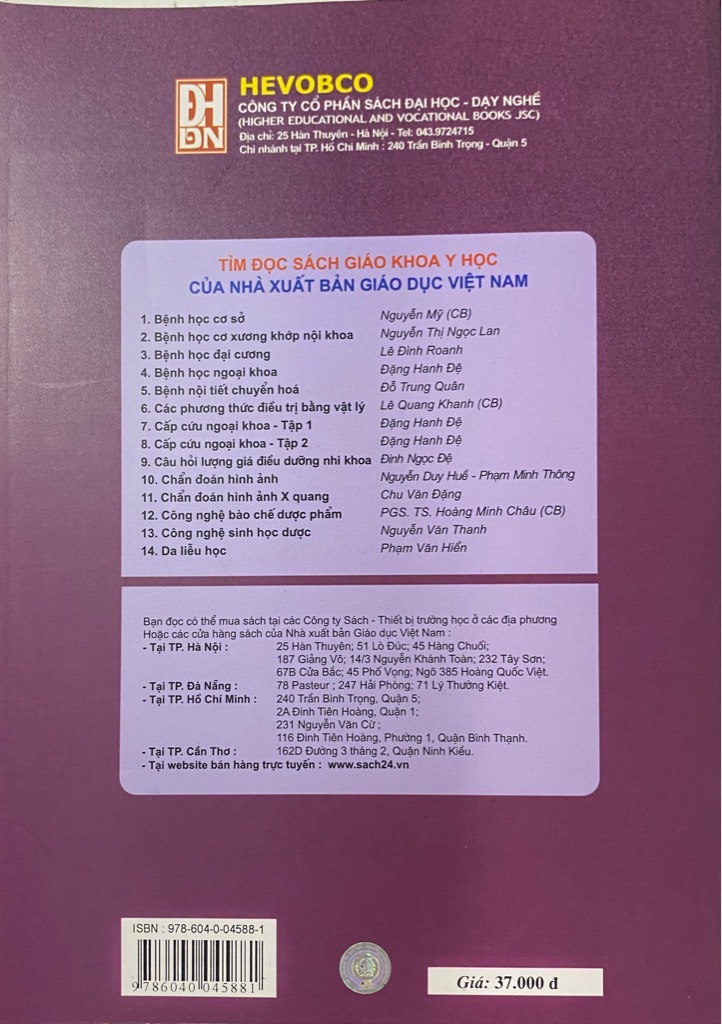 ĐH
DN
HEVOBCO
CÔNG TY CỔ PHẦN SÁCH ĐẠI HỌC - DẠY NGHỀ
(HIGHER EDUCATIONAL AND VOCATIONAL BOOKS JSC)
Địa chỉ: 25 Hàn Thuyên - Hà Nội - Tel: 043.9724715
Chi nhánh tại TP. Hồ Chí Minh : 240 Trần Bình Trọng - Quận 5
TÌM ĐỌC SÁCH GIÁO KHOA Y HỌC
CỦA NHÀ XUẤT BẢN GIÁO DỤC VIỆT NAM
1. Bệnh học cơ sở Nguyễn Mỹ (CB)
2. Bệnh học cơ xương khớp nội khoa Nguyễn Thị Ngọc Lan
3. Bệnh học đại cương Lê Đình Roanh
4. Bệnh học ngoại khoa Đặng Hanh Đệ
5. Bệnh nội tiết chuyển hoá Đỗ Trung Quân
6. Các phương thức điều trị bằng vật lý Lê Quang Khanh (CB)
7. Cấp cứu ngoại khoa - Tập 1 Đặng Hanh Đệ
8. Cấp cứu ngoại khoa - Tập 2 Đặng Hanh Đệ
9. Câu hỏi lượng giá điều dưỡng nhi khoa Đinh Ngọc Đệ
10. Chẩn đoán hình ảnh Nguyễn Duy Huề - Phạm Minh Thông
11. Chẩn đoán hình ảnh X quang Chu Văn Đặng
12. Công nghệ bào chế dược phẩm PGS. TS. Hoàng Minh Châu (CB)
13. Công nghệ sinh học dược Nguyễn Văn Thanh
14. Da liễu học Phạm Văn Hiển
Bạn đọc có thể mua sách tại các Công ty Sách - Thiết bị trường học ở các địa phương
Hoặc các cửa hàng sách của Nhà xuất bản Giáo dục Việt Nam :
- Tại TP. Hà Nội : 25 Hàn Thuyên; 51 Lò Đúc; 45 Hàng Chuối;
187 Giảng Võ; 14/3 Nguyễn Khánh Toàn; 232 Tây Sơn;
67B Cửa Bắc; 45 Phố Vọng; Ngõ 385 Hoàng Quốc Việt.
- Tại TP. Đà Nẵng : 78 Pasteur ; 247 Hải Phòng; 71 Lý Thường Kiệt.
- Tại TP. Hồ Chí Minh : 240 Trần Bình Trọng, Quận 5;
2A Đinh Tiên Hoàng, Quận 1;
231 Nguyễn Văn Cừ ;
116 Đinh Tiên Hoàng, Phường 1, Quận Bình Thạnh.
- Tại TP. Cần Thơ : 162D Đường 3 tháng 2, Quận Ninh Kiều.
- Tại website bán hàng trực tuyến : www.sach24.vn
ISBN : 978-604-0-04588-1
9 786040 045881
Giá: 37.000 đ